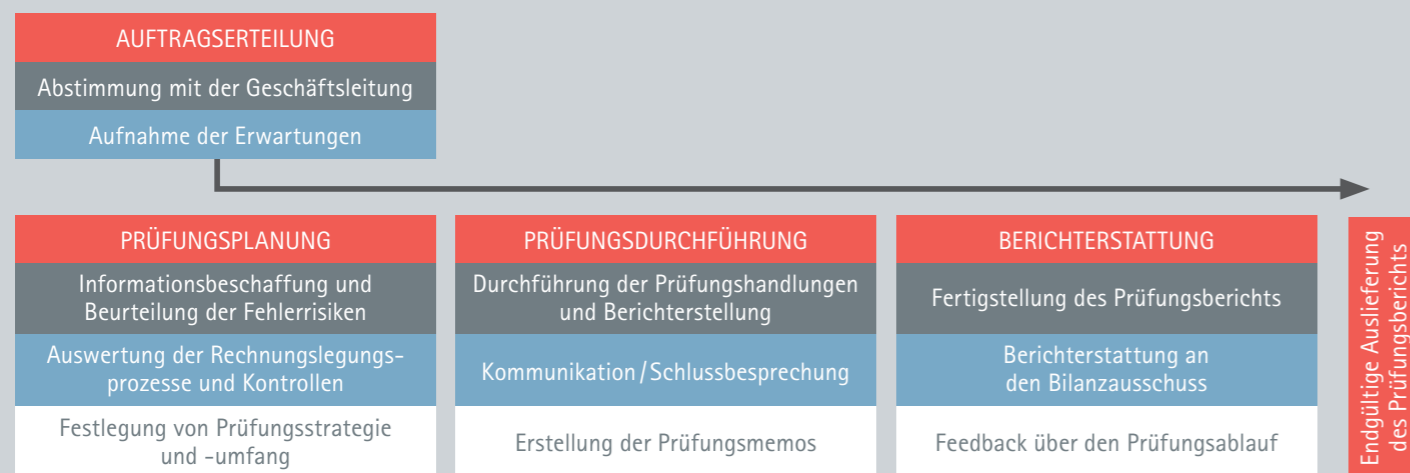 AUFTRAGSERTEILUNG
Abstimmung mit der Geschäftsleitung
Aufnahme der Erwartungen
PRÜFUNGSPLANUNG
Informationsbeschaffung und
Beurteilung der Fehlerrisiken
Auswertung der Rechnungslegungs-
prozesse und Kontrollen
Festlegung von Prüfungsstrategie
und -umfang
PRÜFUNGSDURCHFÜHRUNG
Durchführung der Prüfungshandlungen
und Berichterstellung
Kommunikation / Schlussbesprechung
Erstellung der Prüfungsmemos
BERICHTERSTATTUNG
Fertigstellung des Prüfungsberichts
Berichterstattung an
den Bilanzausschuss
Feedback über den Prüfungsablauf
Endgültige Auslieferung
des Prüfungsberichts